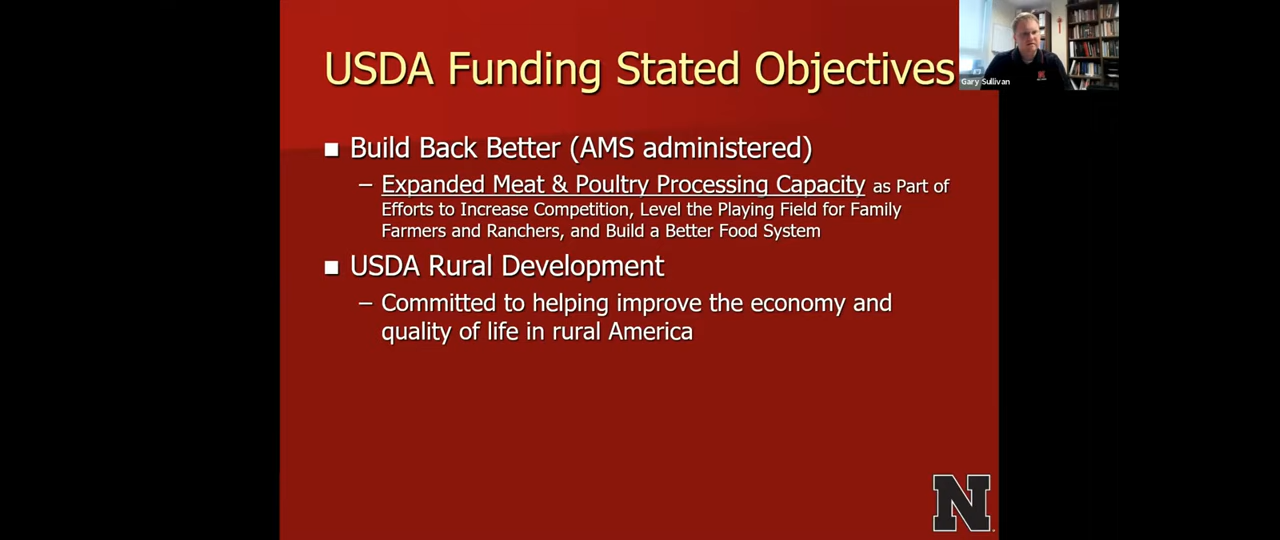 USDA Funding Stated Objectives
Gary Sullivan
■ Build Back Better (AMS administered)
– Expanded Meat & Poultry Processing Capacity as Part of
Efforts to Increase Competition, Level the Playing Field for Family
Farmers and Ranchers, and Build a Better Food System
■ USDA Rural Development
– Committed to helping improve the economy and
quality of life in rural America
N